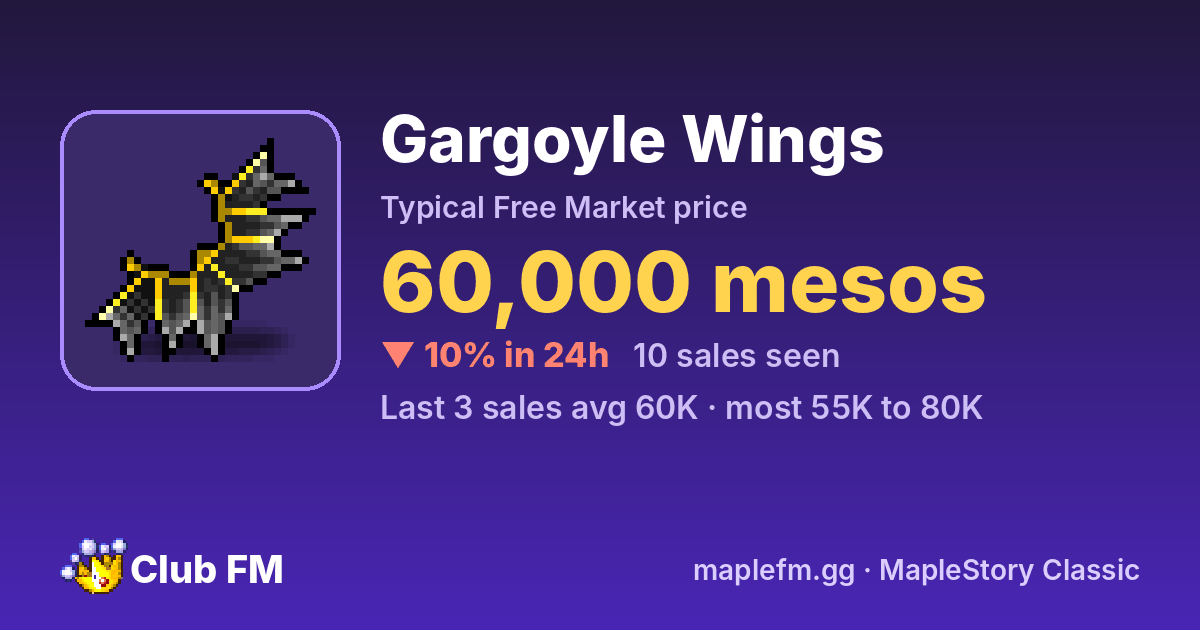 Gargoyle Wings
Typical Free Market price
60,000 mesos
▼ 10% in 24h 10 sales seen
Last 3 sales avg 60K · most 55K to 80K
Club FM
maplefm.gg · MapleStory Classic